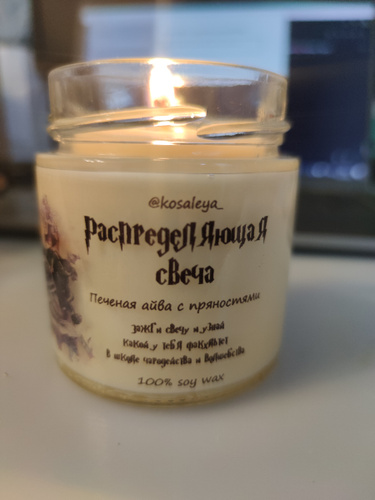 @kosaleya_
Распределяющая
свеча
Печеная айва с пряностями
зажги свечу и узнай
какой у тебя факультет
в школе чародейства и волшебства
100% soy wax